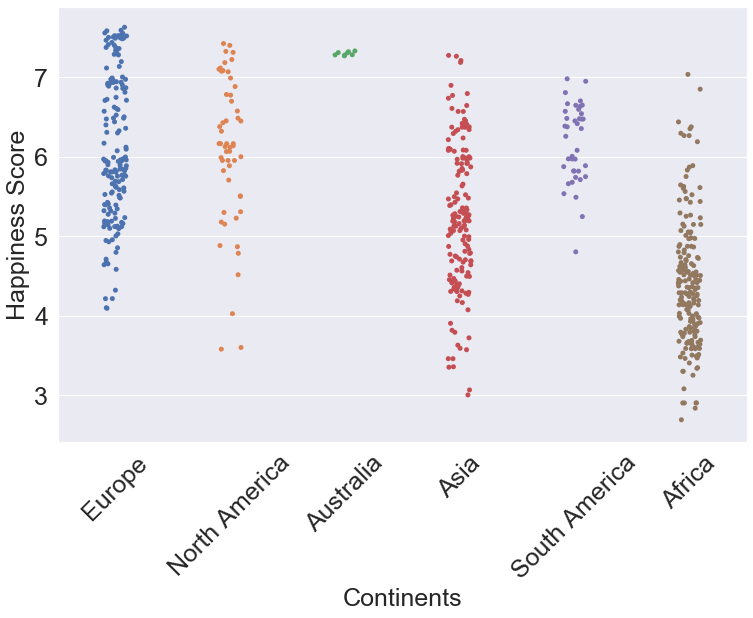 Happiness Score
7
6
5
4
3
Europe
North America
Australia
Asia
South America
Africa
Continents